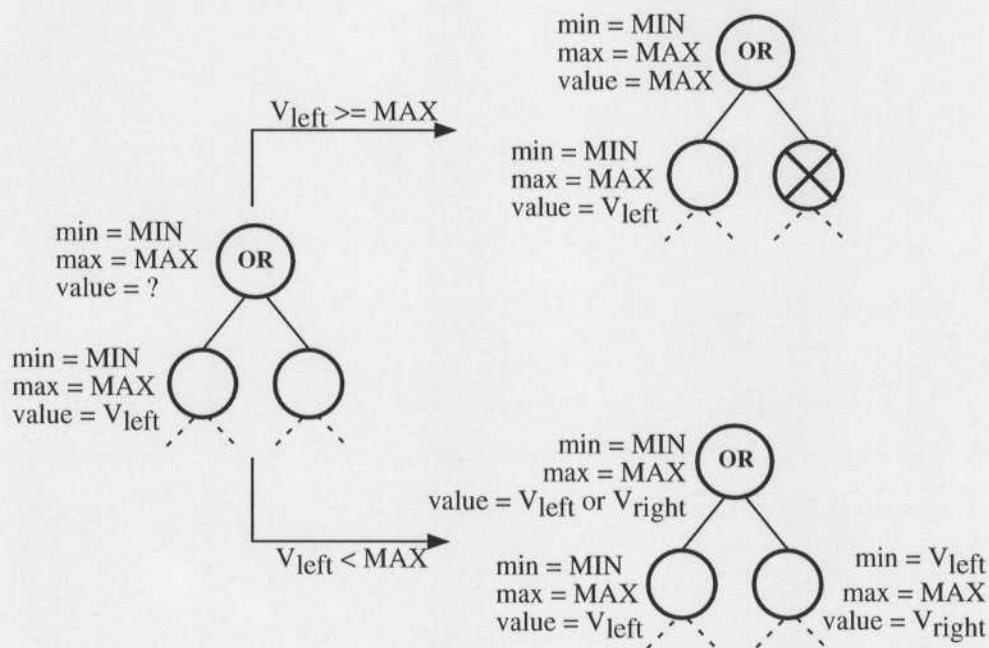 min = MIN
max = MAX
value = MAX
OR
V_left >= MAX
min = MIN
max = MAX
value = V_left
min = MIN
max = MAX
value = ?
OR
min = MIN
max = MAX
value = V_left
min = MIN
max = MAX
value = V_left or V_right
OR
V_left < MAX
min = MIN
max = MAX
value = V_left
min = V_left
max = MAX
value = V_right